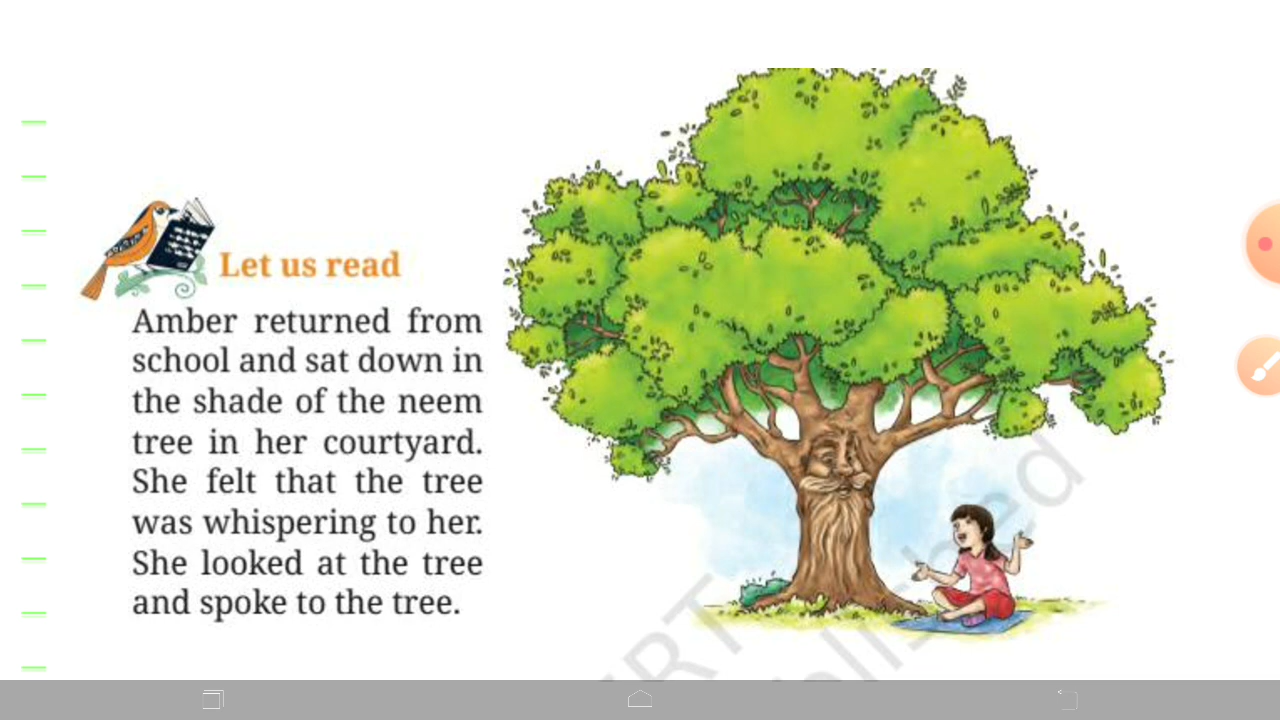 Let us read
Amber returned from
school and sat down in
the shade of the neem
tree in her courtyard.
She felt that the tree
was whispering to her.
She looked at the tree
and spoke to the tree.